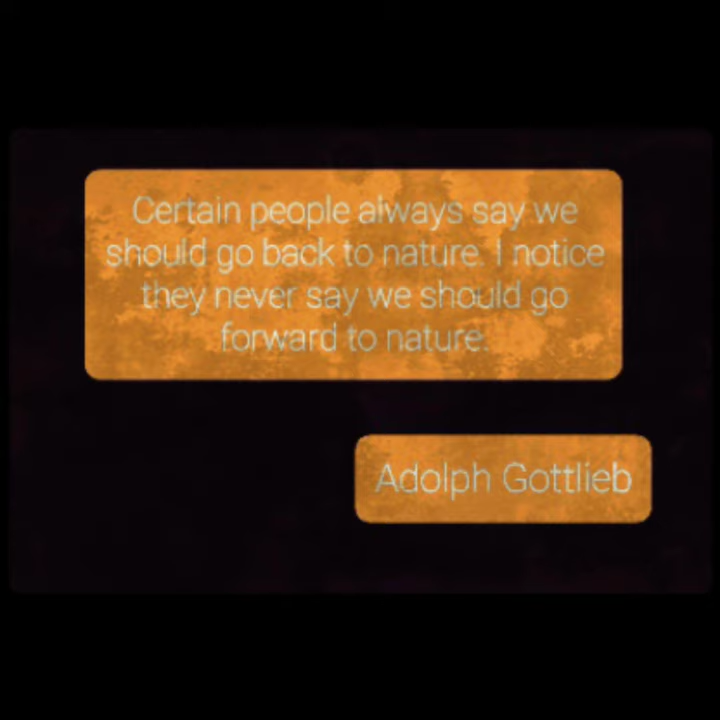 Certain people always say we
should go back to nature. I notice
they never say we should go
forward to nature.
Adolph Gottlieb